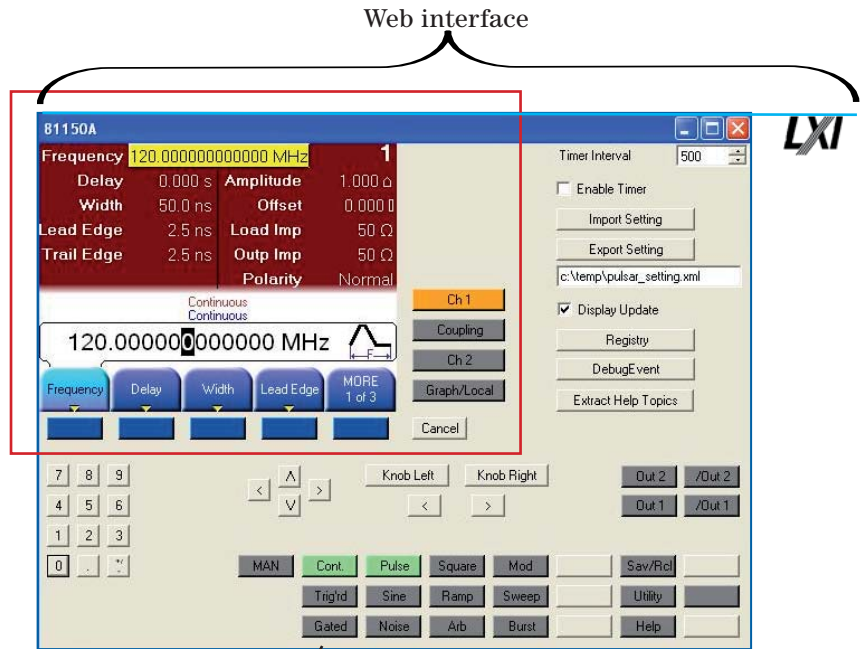 Web interface
LXI
81150A
Frequency 120.000000000000 MHz 1
Delay 0.000 s Amplitude 1.000 △
Width 50.0 ns Offset 0.000
Lead Edge 2.5 ns Load Imp 50 Ω
Trail Edge 2.5 ns Outp Imp 50 Ω
Polarity Normal
Continuous
Continuous
120.000000000000 MHz
F
Frequency Delay Width Lead Edge MORE
1 of 3
Ch 1
Coupling
Ch 2
Graph/Local
Cancel
Timer Interval 500
Enable Timer
Import Setting
Export Setting
c:\temp\pulsar_setting.xml
Display Update
Registry
DebugEvent
Extract Help Topics
7 8 9
4 5 6
1 2 3
0 .
< Λ V >
Knob Left Knob Right
< >
Out 2 /Out 2
Out 1 /Out 1
MAN Cont. Pulse Square Mod Sav/Rcl
Trig'rd Sine Ramp Sweep Utility
Gated Noise Arb Burst Help